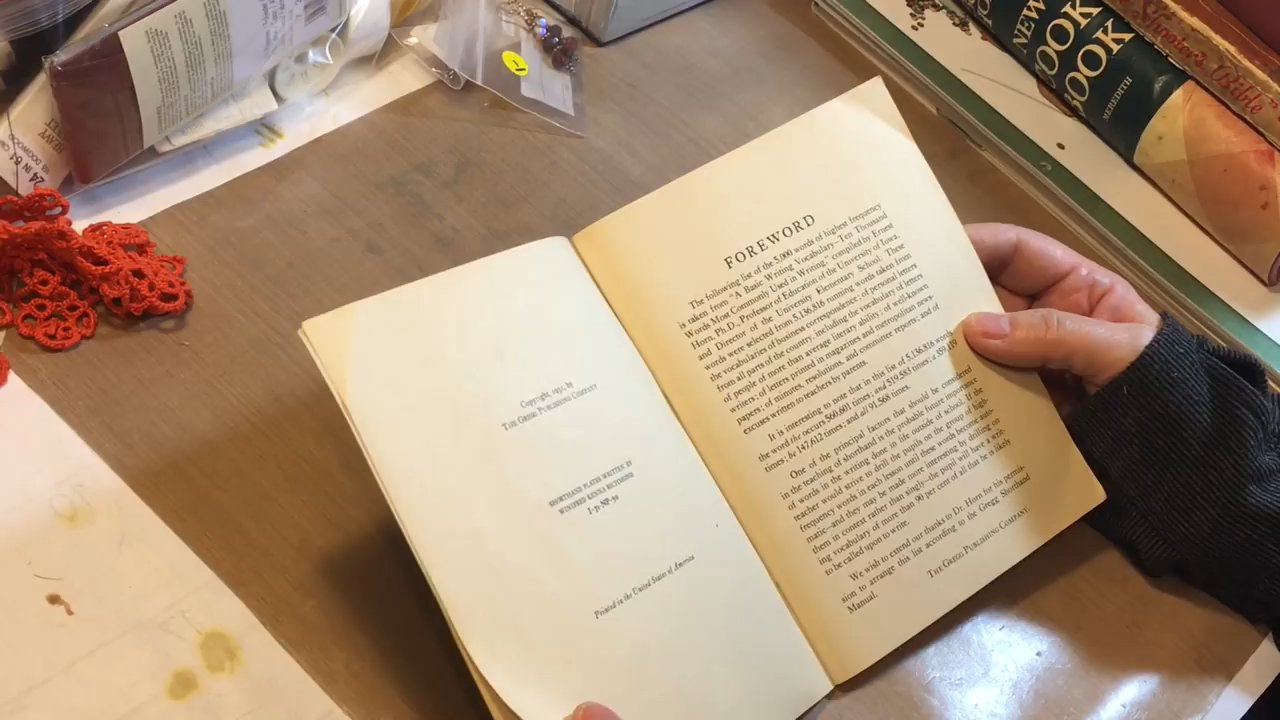 Copyright, 1931, by
THE GREGG PUBLISHING COMPANY
SHORTHAND PLATES WRITTEN BY
WINIFRED KENNA RICHMOND
Printed in the United States of America
FOREWORD
The following list of the 5,000 words of highest frequency
is taken from "A Basic Writing Vocabulary—Ten Thousand
Words Most Commonly Used in Writing," compiled by Ernest
Horn, Ph.D., Professor of Education of the University of Iowa,
and Director of the University Elementary School. These
words were selected from 5,136,816 running words taken from
the vocabularies of business correspondence; of personal letters
from all parts of the country, including the vocabulary of letters
of people of more than average literary ability; of well-known
writers; of letters printed in magazines and metropolitan news-
papers; of minutes, resolutions, and committee reports; and of
excuses written to teachers by parents.
It is interesting to note that in this list of 5,136,816 words
the word the occurs 560,601 times; and 519,583 times; a
times; be 147,612 times; and all 91,568 times.
One of the principal factors that should be considered
in the teaching of shorthand is the probable future importance
of words in the writing done in life outside of school. If the
teacher would strive to drill the pupils on the group of high-
frequency words in each lesson until these words become auto-
matic—and they may be made more interesting by drilling on
them in context rather than singly—the pupil will have a writ-
ing vocabulary of more than 90 per cent of all that he is likely
to be called upon to write.
We wish to extend our thanks to Dr. Horn for his permis-
sion to arrange this list according to the Gregg Shorthand
Manual.
THE GREGG PUBLISHING COMPANY.
NEW
COOK
BOOK
MEREDITH
Bible
24 IN 61 CM